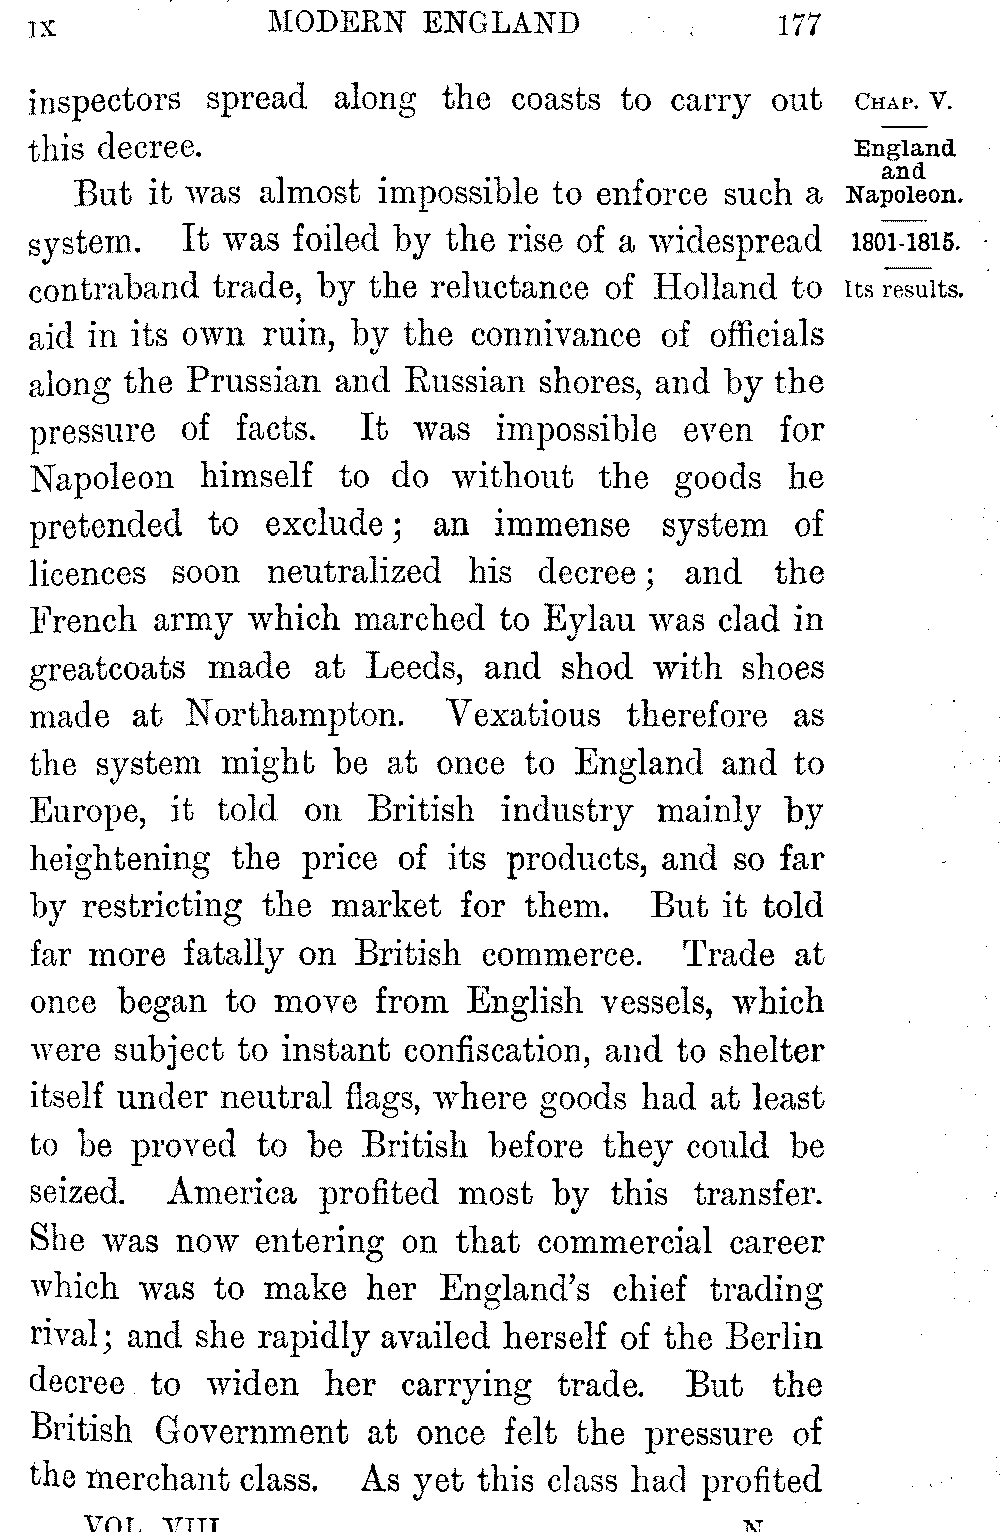 IX MODERN ENGLAND 177
inspectors spread along the coasts to carry out
this decree.
But it was almost impossible to enforce such a
system. It was foiled by the rise of a widespread
contraband trade, by the reluctance of Holland to
aid in its own ruin, by the connivance of officials
along the Prussian and Russian shores, and by the
pressure of facts. It was impossible even for
Napoleon himself to do without the goods he
pretended to exclude; an immense system of
licences soon neutralized his decree; and the
French army which marched to Eylau was clad in
greatcoats made at Leeds, and shod with shoes
made at Northampton. Vexatious therefore as
the system might be at once to England and to
Europe, it told on British industry mainly by
heightening the price of its products, and so far
by restricting the market for them. But it told
far more fatally on British commerce. Trade at
once began to move from English vessels, which
were subject to instant confiscation, and to shelter
itself under neutral flags, where goods had at least
to be proved to be British before they could be
seized. America profited most by this transfer.
She was now entering on that commercial career
which was to make her England's chief trading
rival; and she rapidly availed herself of the Berlin
decree to widen her carrying trade. But the
British Government at once felt the pressure of
the merchant class. As yet this class had profited
VOL. VIII N
CHAP. V.
England
and
Napoleon.
1801-1815.
Its results.